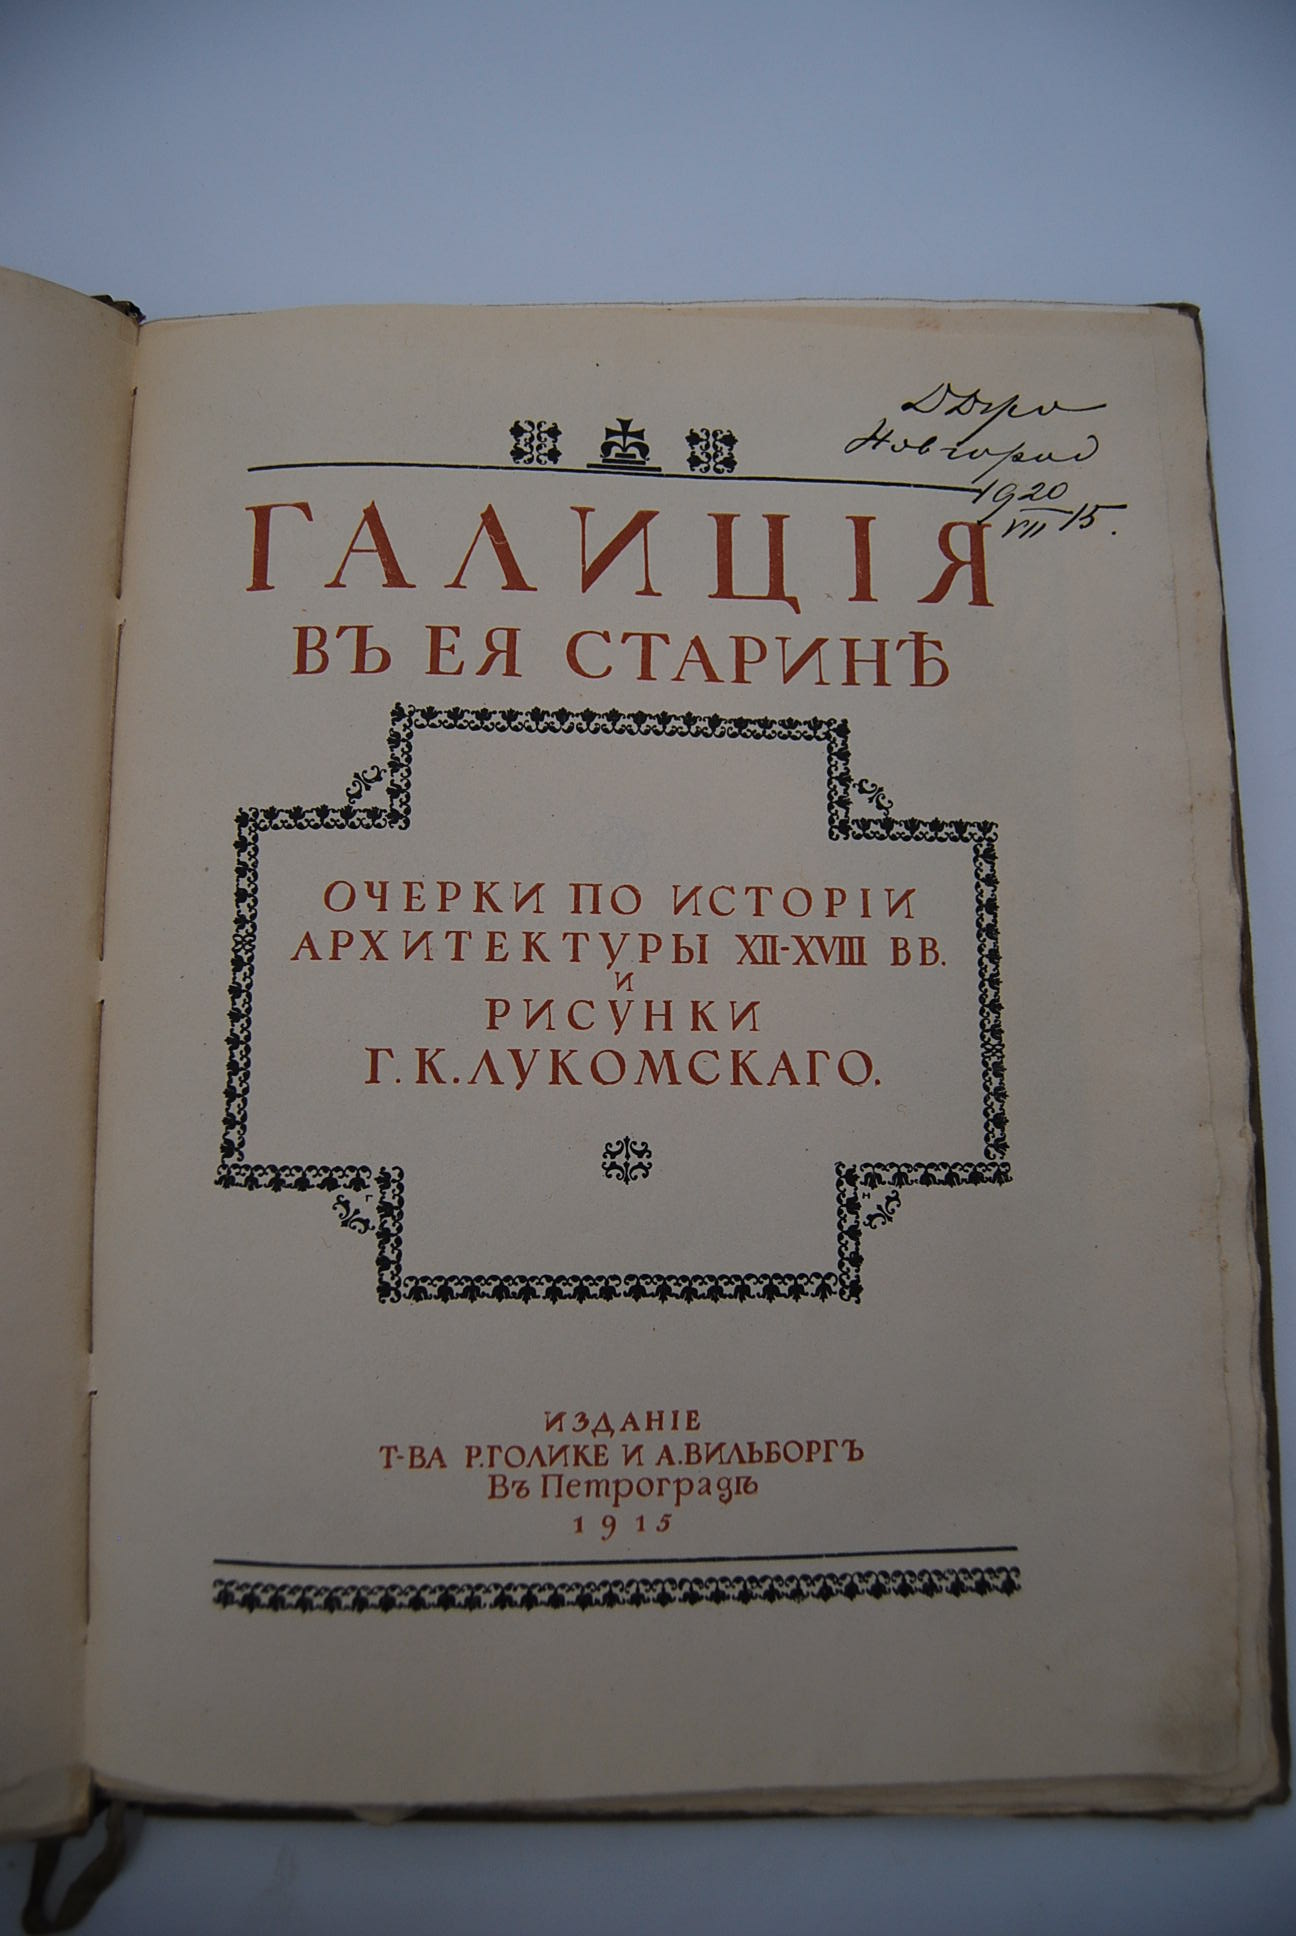 Новгород
1920
VII 15.
ГАЛИЦІЯ
ВЪ ЕЯ СТАРИНѢ
ОЧЕРКИ ПО ИСТОРІИ
АРХИТЕКТУРЫ XII-XVIII ВВ.
И
РИСУНКИ
Г. К. ЛУКОМСКАГО.
Г Н
ИЗДАНІЕ
Т-ВА Р. ГОЛИКЕ И А. ВИЛЬБОРГЪ
Въ Петроградѣ
1915